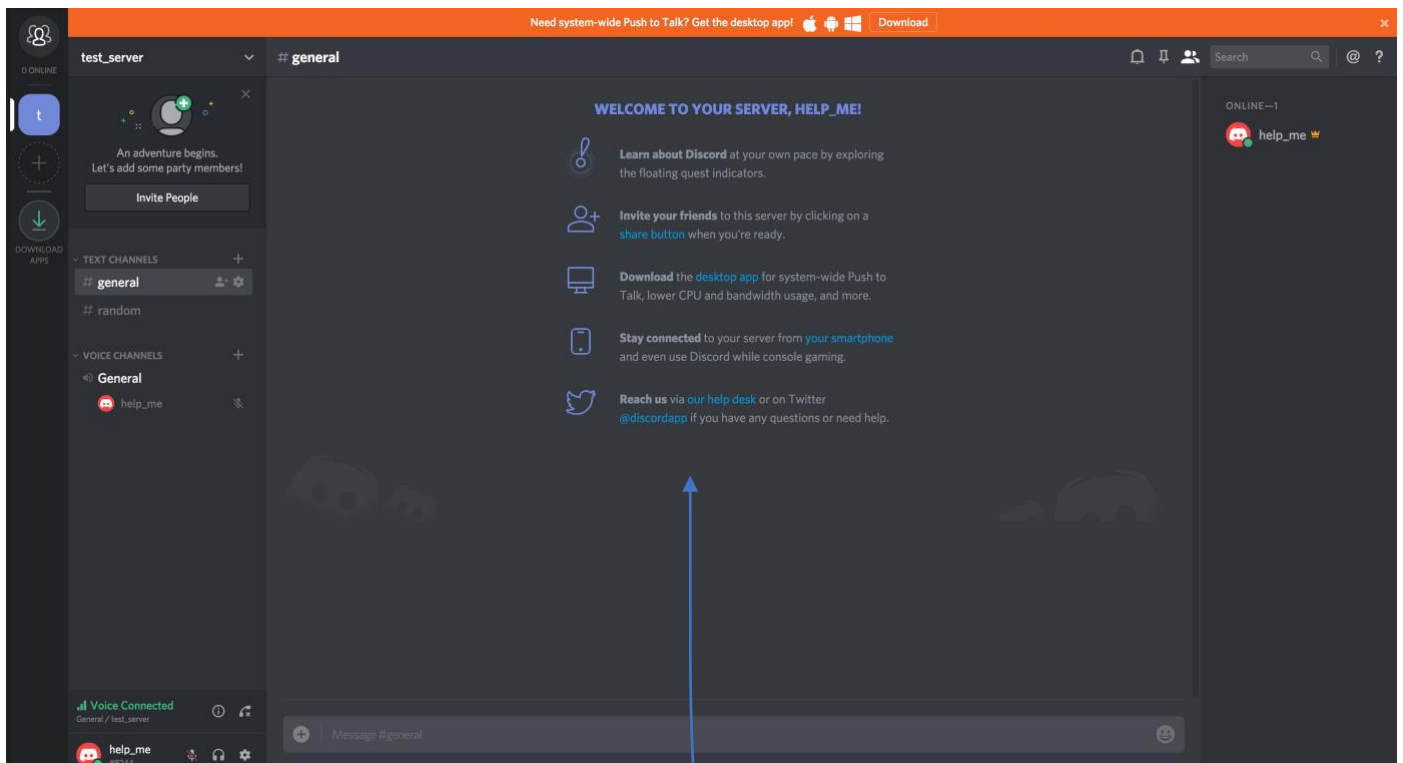 Need system-wide Push to Talk? Get the desktop app! Download
0 ONLINE
t
DOWNLOAD
APPS
test_server
An adventure begins.
Let's add some party members!
Invite People
TEXT CHANNELS
# general
# random
VOICE CHANNELS
General
help_me
Voice Connected
General / test_server
help_me
#8244
# general
Search
@ ?
WELCOME TO YOUR SERVER, HELP_ME!
Learn about Discord at your own pace by exploring
the floating quest indicators.
Invite your friends to this server by clicking on a
share button when you're ready.
Download the desktop app for system-wide Push to
Talk, lower CPU and bandwidth usage, and more.
Stay connected to your server from your smartphone
and even use Discord while console gaming.
Reach us via our help desk or on Twitter
@discordapp if you have any questions or need help.
Message #general
ONLINE—1
help_me